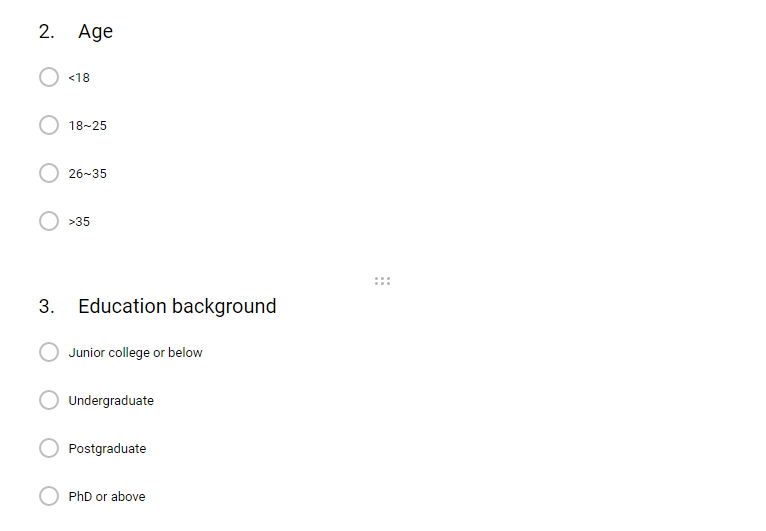 2. Age
<18
18~25
26~35
>35
3. Education background
Junior college or below
Undergraduate
Postgraduate
PhD or above